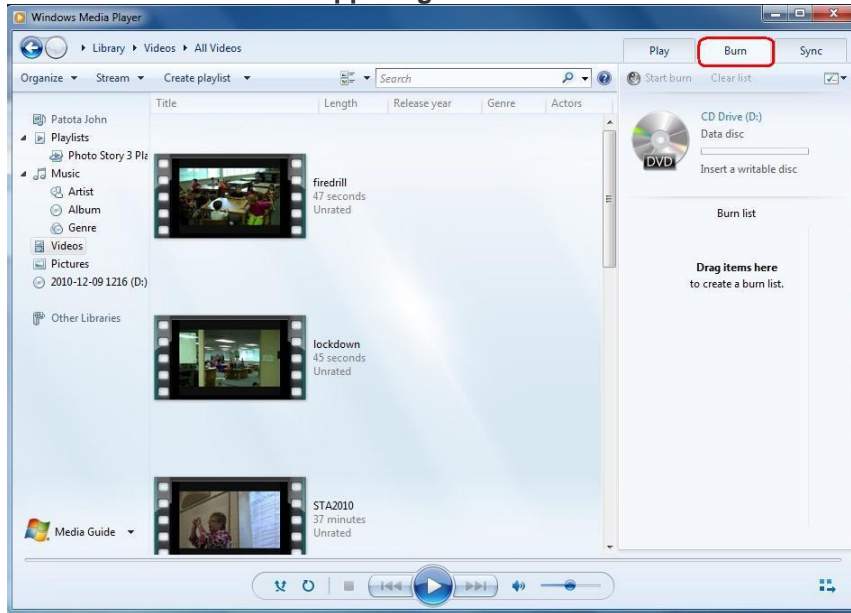 Windows Media Player
Library Videos All Videos
Play Burn Sync
Organize Stream Create playlist Search
Start burn Clear list
Title Length Release year Genre Actors
Patota John
Playlists
Photo Story 3 Pla
Music
Artist
Album
Genre
Videos
Pictures
2010-12-09 1216 (D:)
Other Libraries
Media Guide
firedrill
47 seconds
Unrated
lockdown
45 seconds
Unrated
STA2010
37 minutes
Unrated
CD Drive (D:)
Data disc
DVD
Insert a writable disc
Burn list
Drag items here
to create a burn list.